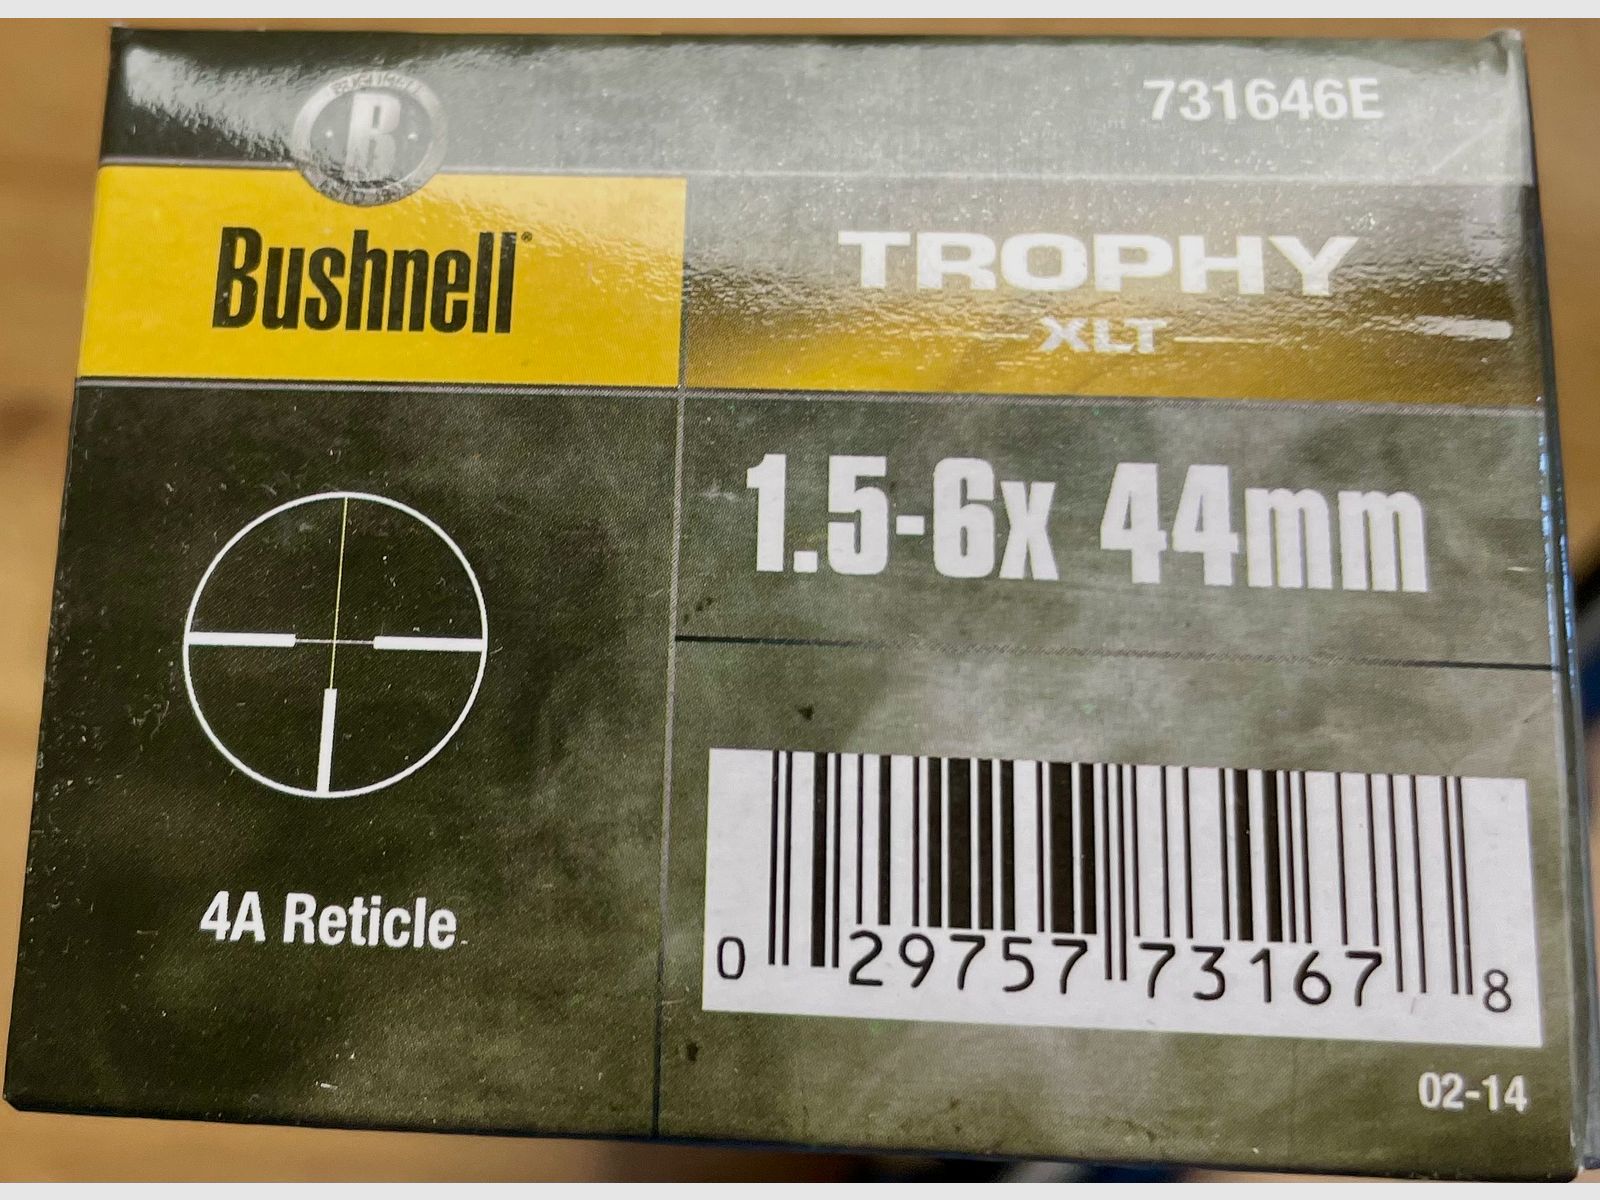 731646E
R
Bushnell®
TROPHY
XLT
1.5-6x 44mm
4A Reticle
0 29757 73167 8
02-14